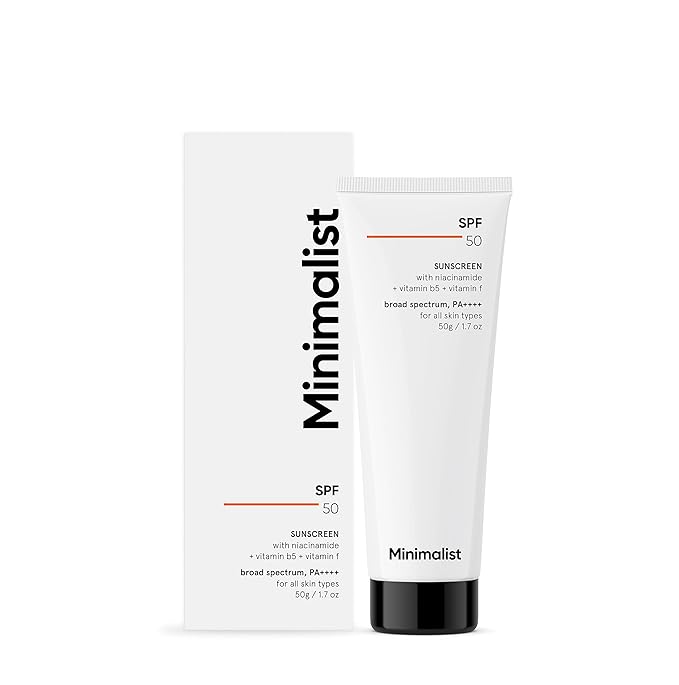 Minimalist
SPF
50
SUNSCREEN
with niacinamide
+ vitamin b5 + vitamin f
broad spectrum, PA++++
for all skin types
50g / 1.7 oz
SPF
50
SUNSCREEN
with niacinamide
+ vitamin b5 + vitamin f
broad spectrum, PA++++
for all skin types
50g / 1.7 oz
Minimalist